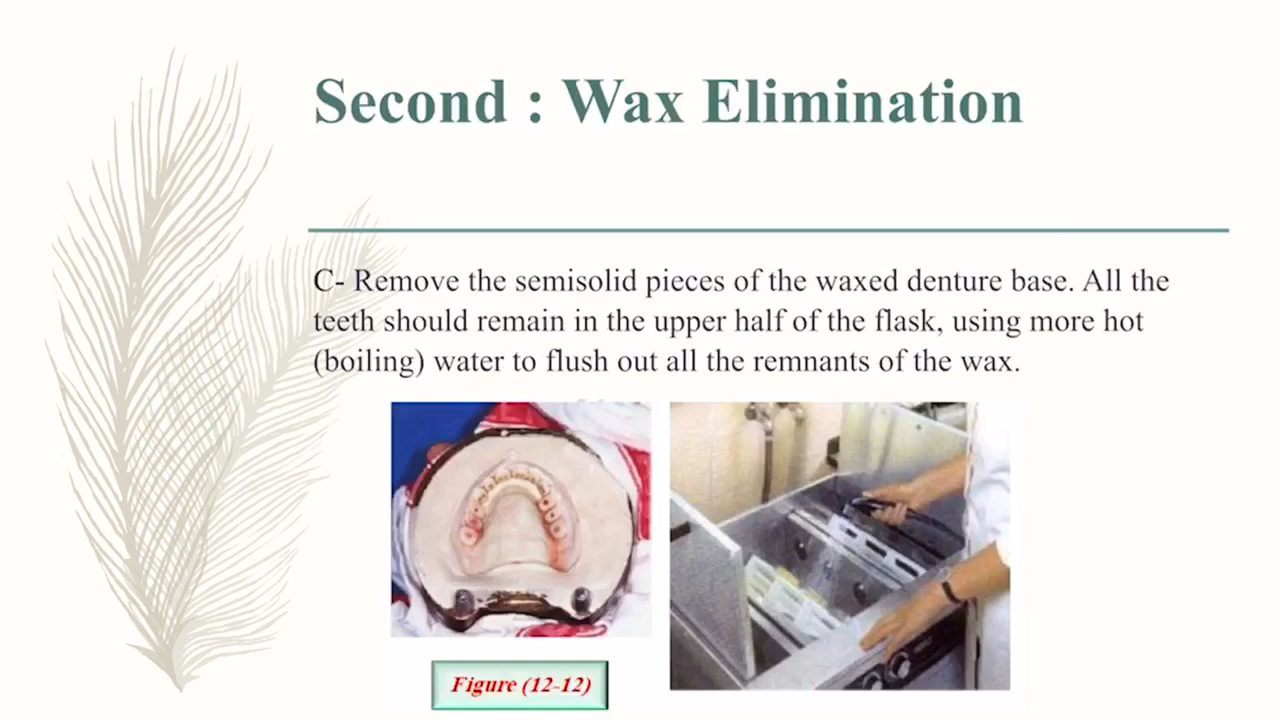 Second : Wax Elimination
C- Remove the semisolid pieces of the waxed denture base. All the
teeth should remain in the upper half of the flask, using more hot
(boiling) water to flush out all the remnants of the wax.
Figure (12-12)